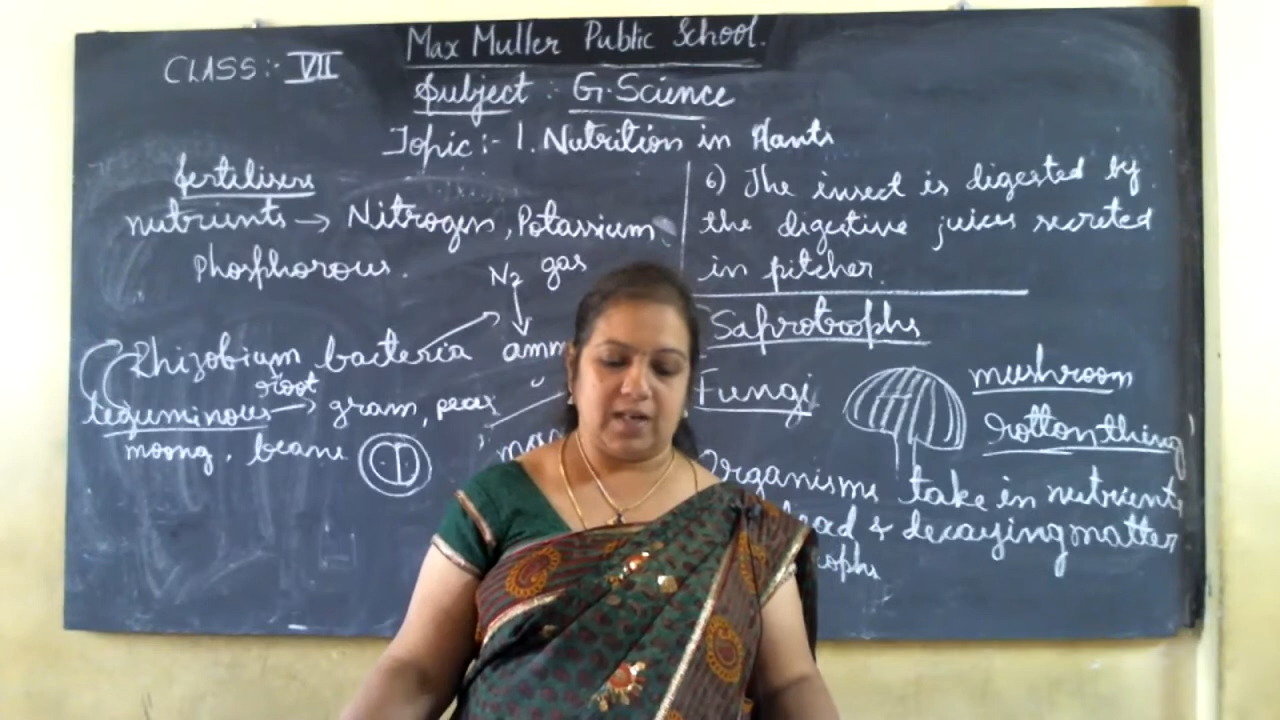 Max Muller Public School.
CLASS:- VII
Subject : G.Science
Topic:- 1. Nutrition in Plants
fertilisers
nutrients → Nitrogen, Potassium,
Phosphorous.
N2 gas
Rhizobium bacteria amm
root
leguminous → gram, peas
moong, beans
6) The insect is digested by
the digestive juices secreted
in pitcher.
Saprotrophs
Fungi
mushroom
rotton thing
Organisms take in nutrients
dead & decaying matter